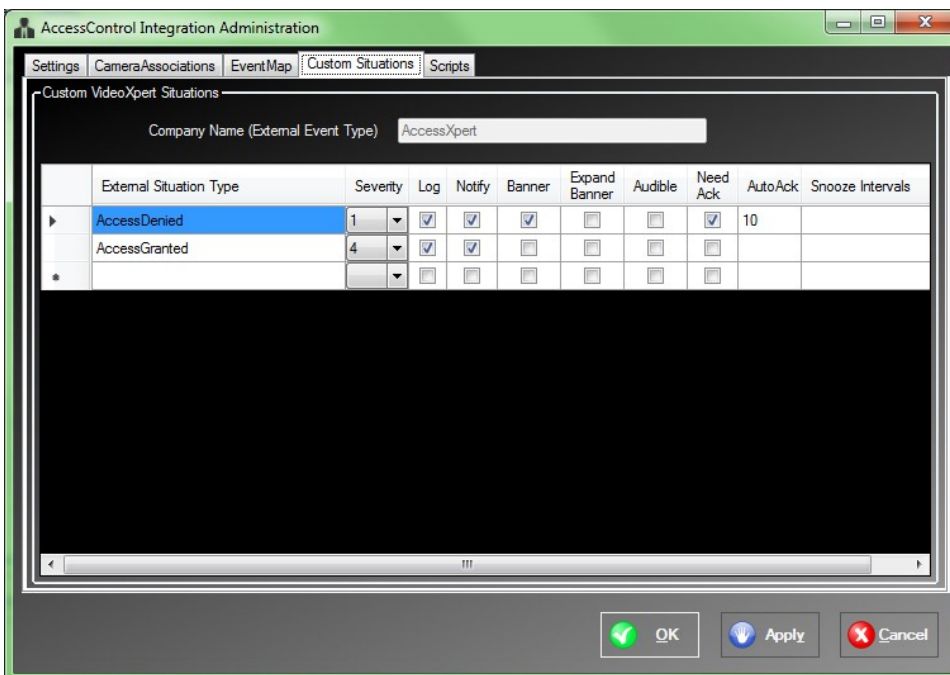 AccessControl Integration Administration
Settings CameraAssociations EventMap Custom Situations Scripts
Custom VideoXpert Situations
Company Name (External Event Type) AccessXpert
External Situation Type Severity Log Notify Banner Expand Banner Audible Need Ack AutoAck Snooze Intervals
AccessDenied 1 10
AccessGranted 4
OK Apply Cancel